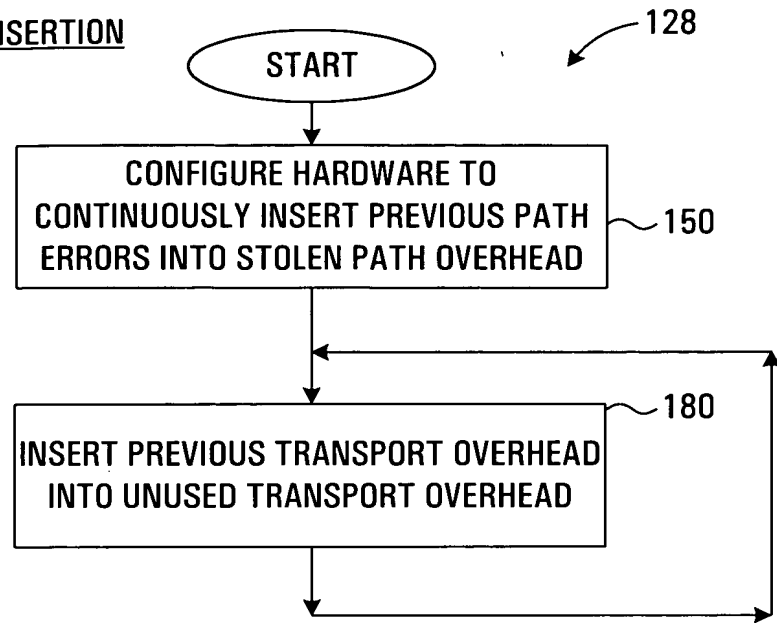 NSERTION
128
START
CONFIGURE HARDWARE TO
CONTINUOUSLY INSERT PREVIOUS PATH
ERRORS INTO STOLEN PATH OVERHEAD
150
180
INSERT PREVIOUS TRANSPORT OVERHEAD
INTO UNUSED TRANSPORT OVERHEAD